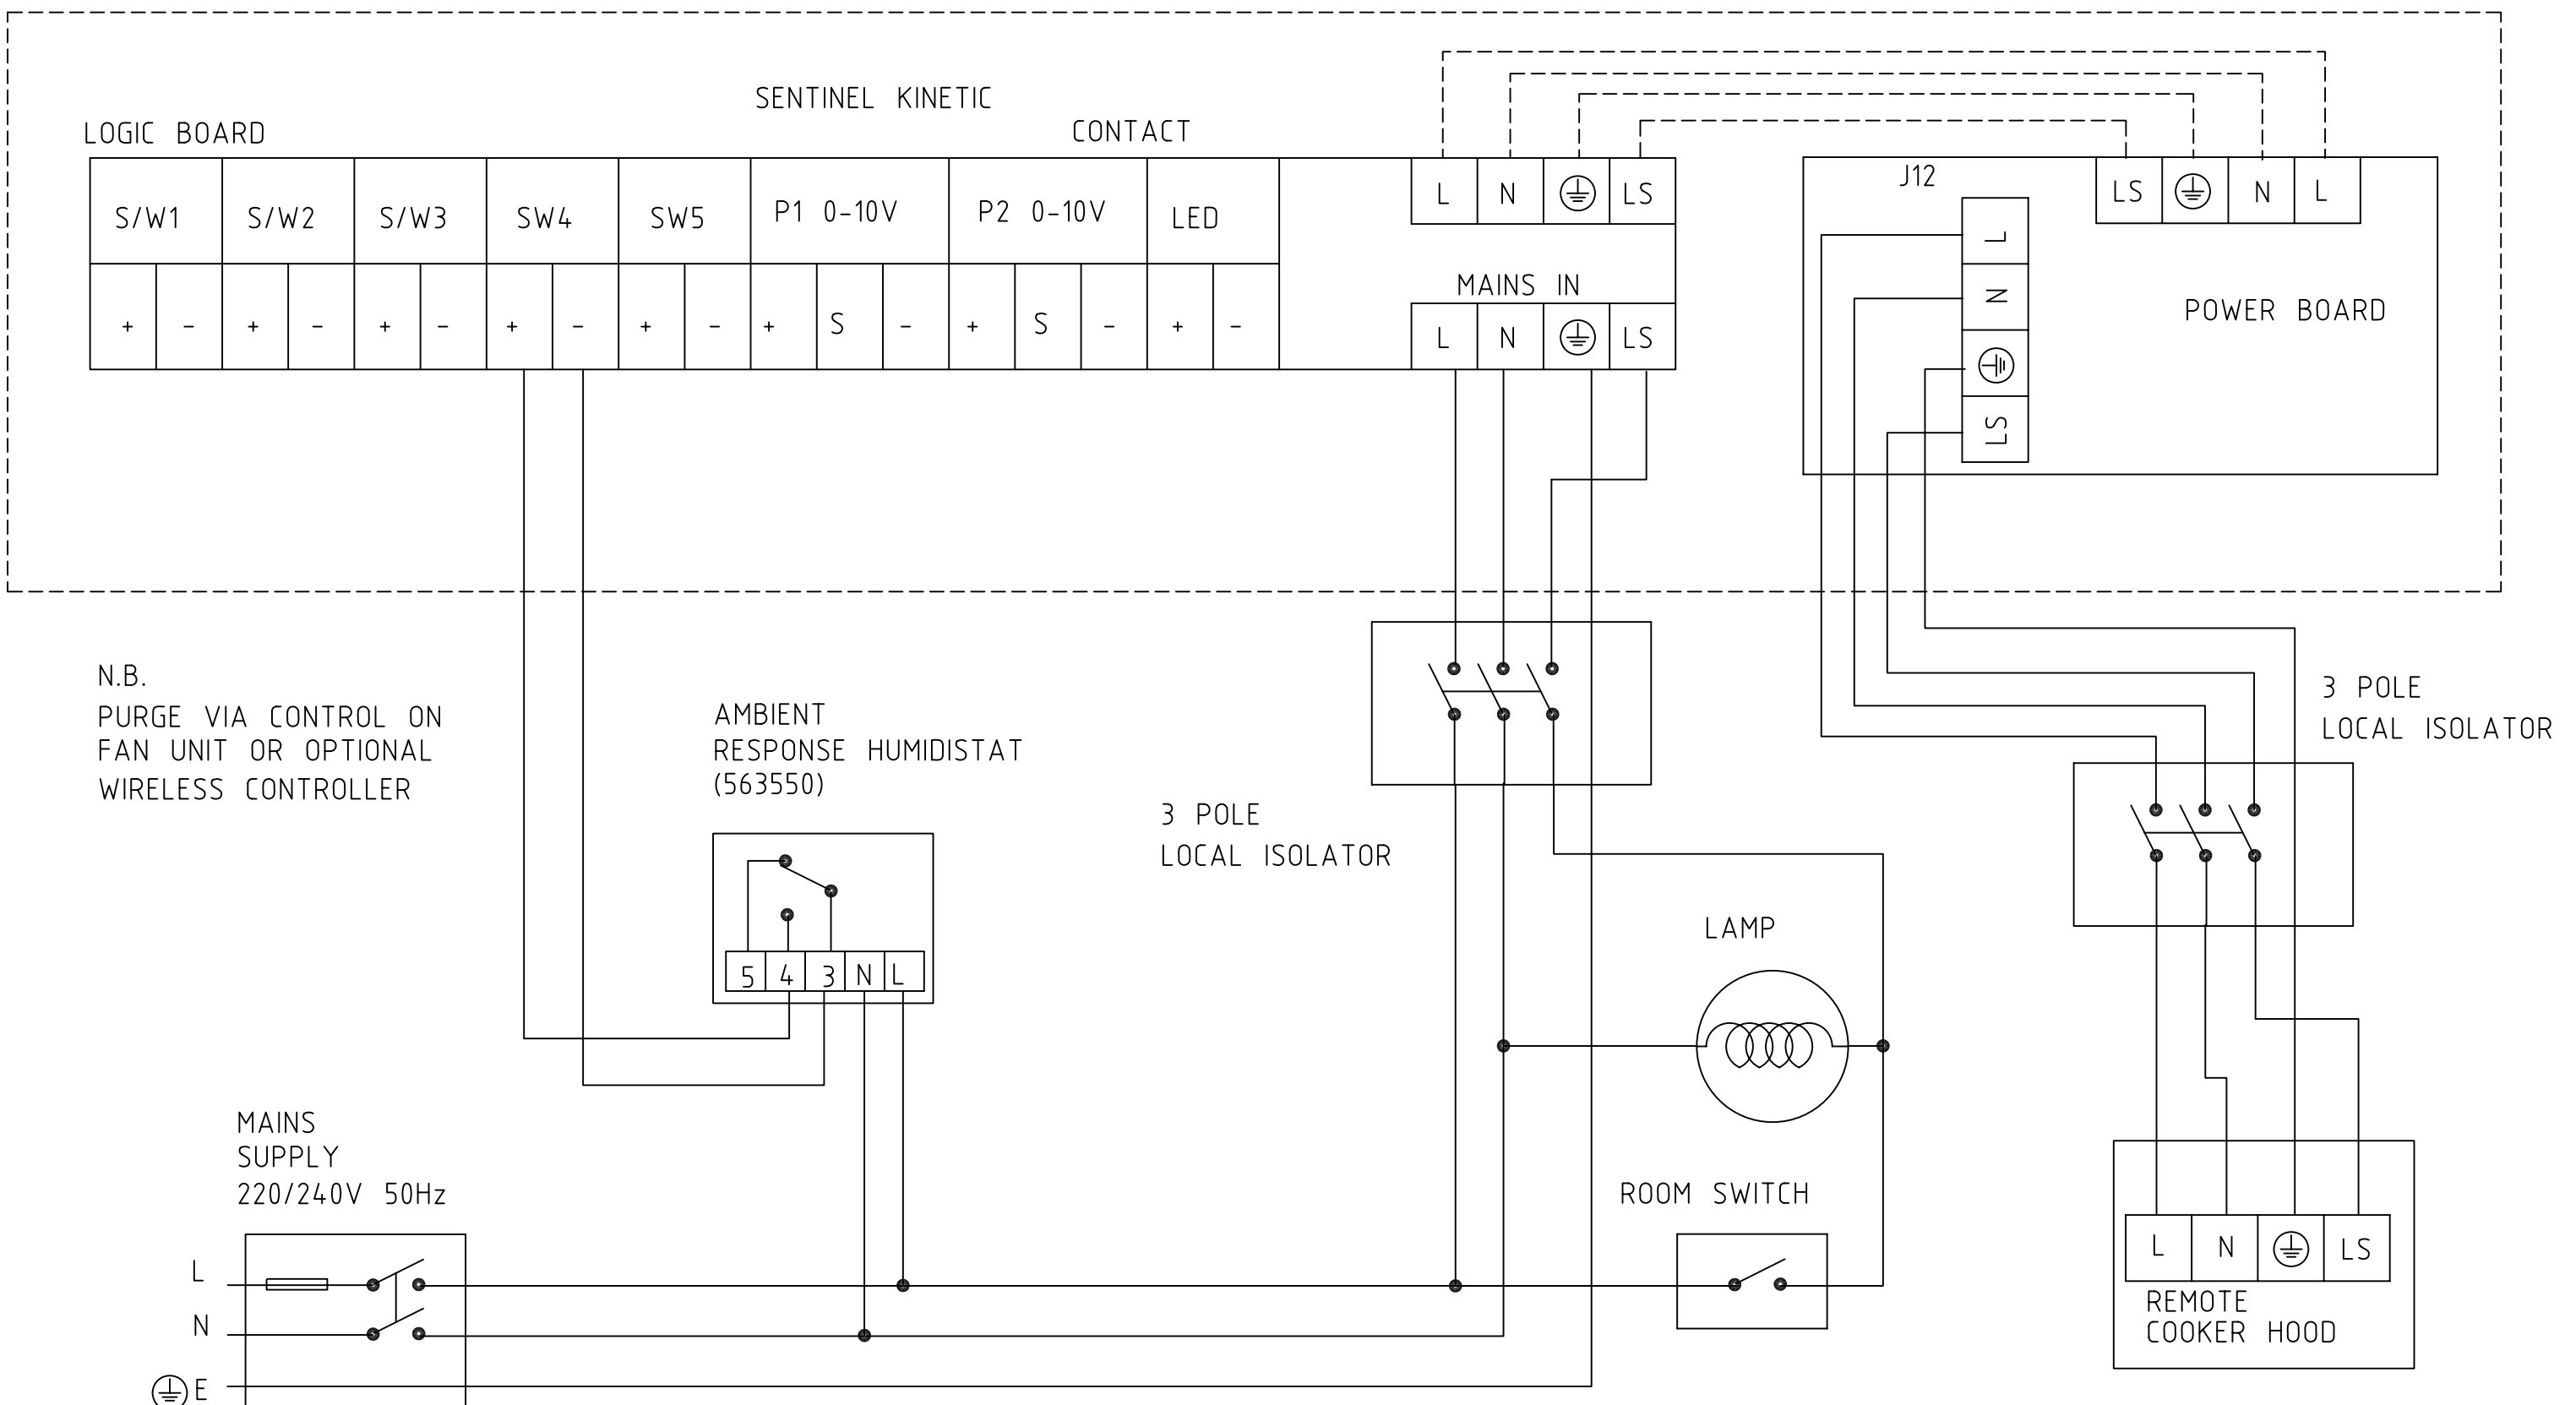 SENTINEL KINETIC
LOGIC BOARD
CONTACT
S/W1 S/W2 S/W3 SW4 SW5 P1 0-10V P2 0-10V LED
+ - + - + - + - + - + S - + S - + -
L N LS
MAINS IN
L N LS
J12
LS N L
L
N
LS
POWER BOARD
N.B.
PURGE VIA CONTROL ON
FAN UNIT OR OPTIONAL
WIRELESS CONTROLLER
AMBIENT
RESPONSE HUMIDISTAT
(563550)
5 4 3 N L
3 POLE
LOCAL ISOLATOR
3 POLE
LOCAL ISOLATOR
LAMP
ROOM SWITCH
MAINS
SUPPLY
220/240V 50Hz
L
N
E
L N LS
REMOTE
COOKER HOOD